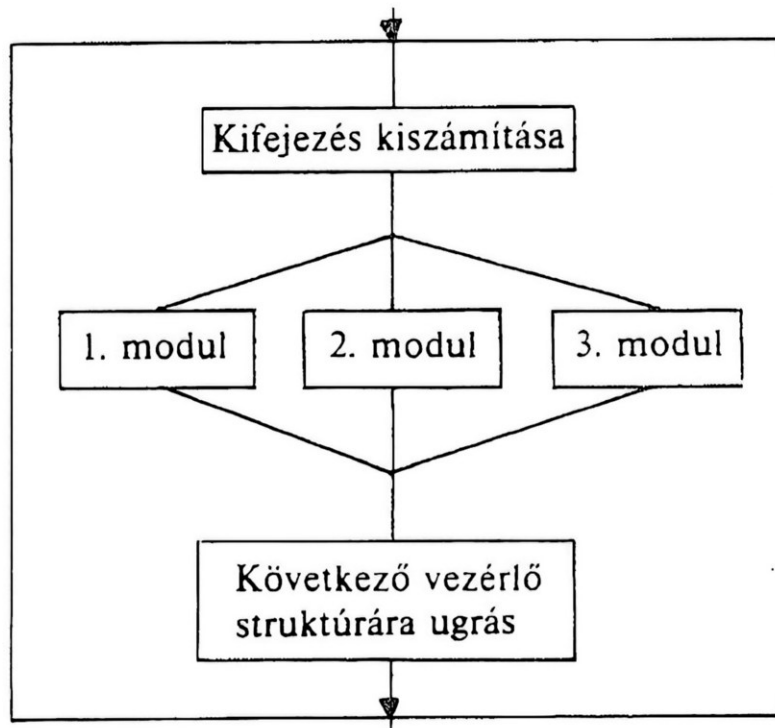 Kifejezés kiszámítása
1. modul
2. modul
3. modul
Következő vezérlő
struktúrára ugrás